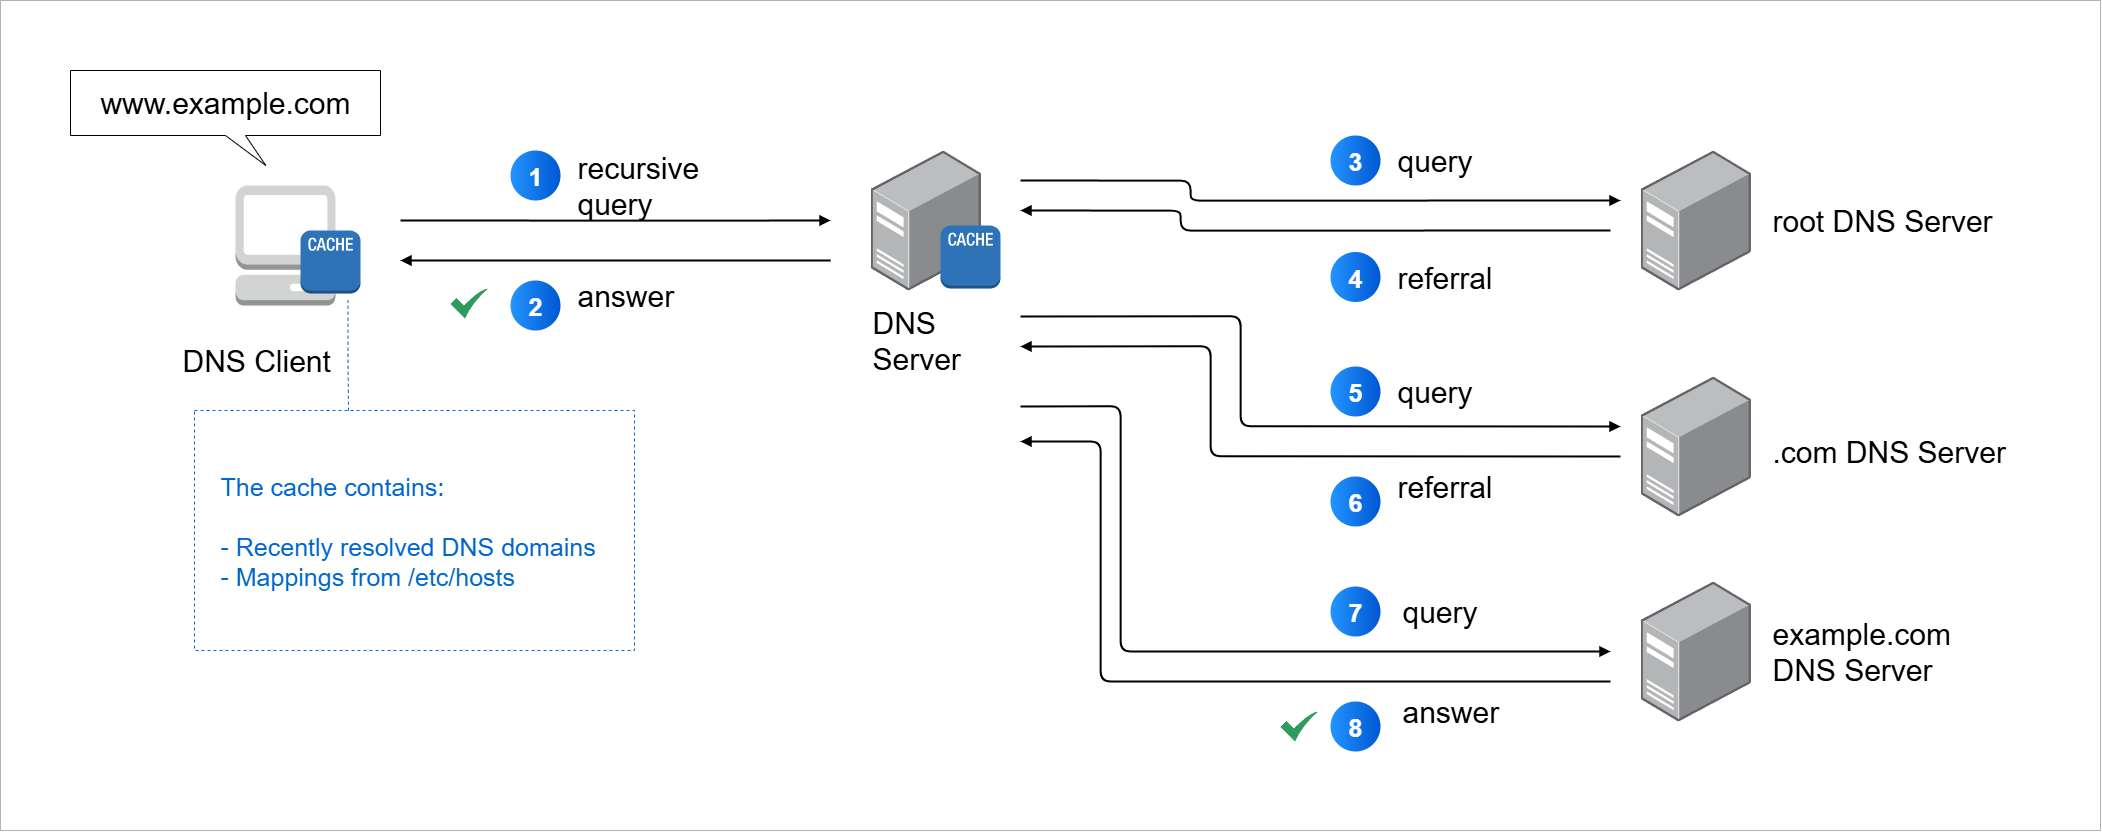 www.example.com
1 recursive
query
CACHE
2 answer
DNS Client
The cache contains:
- Recently resolved DNS domains
- Mappings from /etc/hosts
CACHE
DNS
Server
3 query
root DNS Server
4 referral
5 query
.com DNS Server
6 referral
7 query
example.com
DNS Server
8 answer